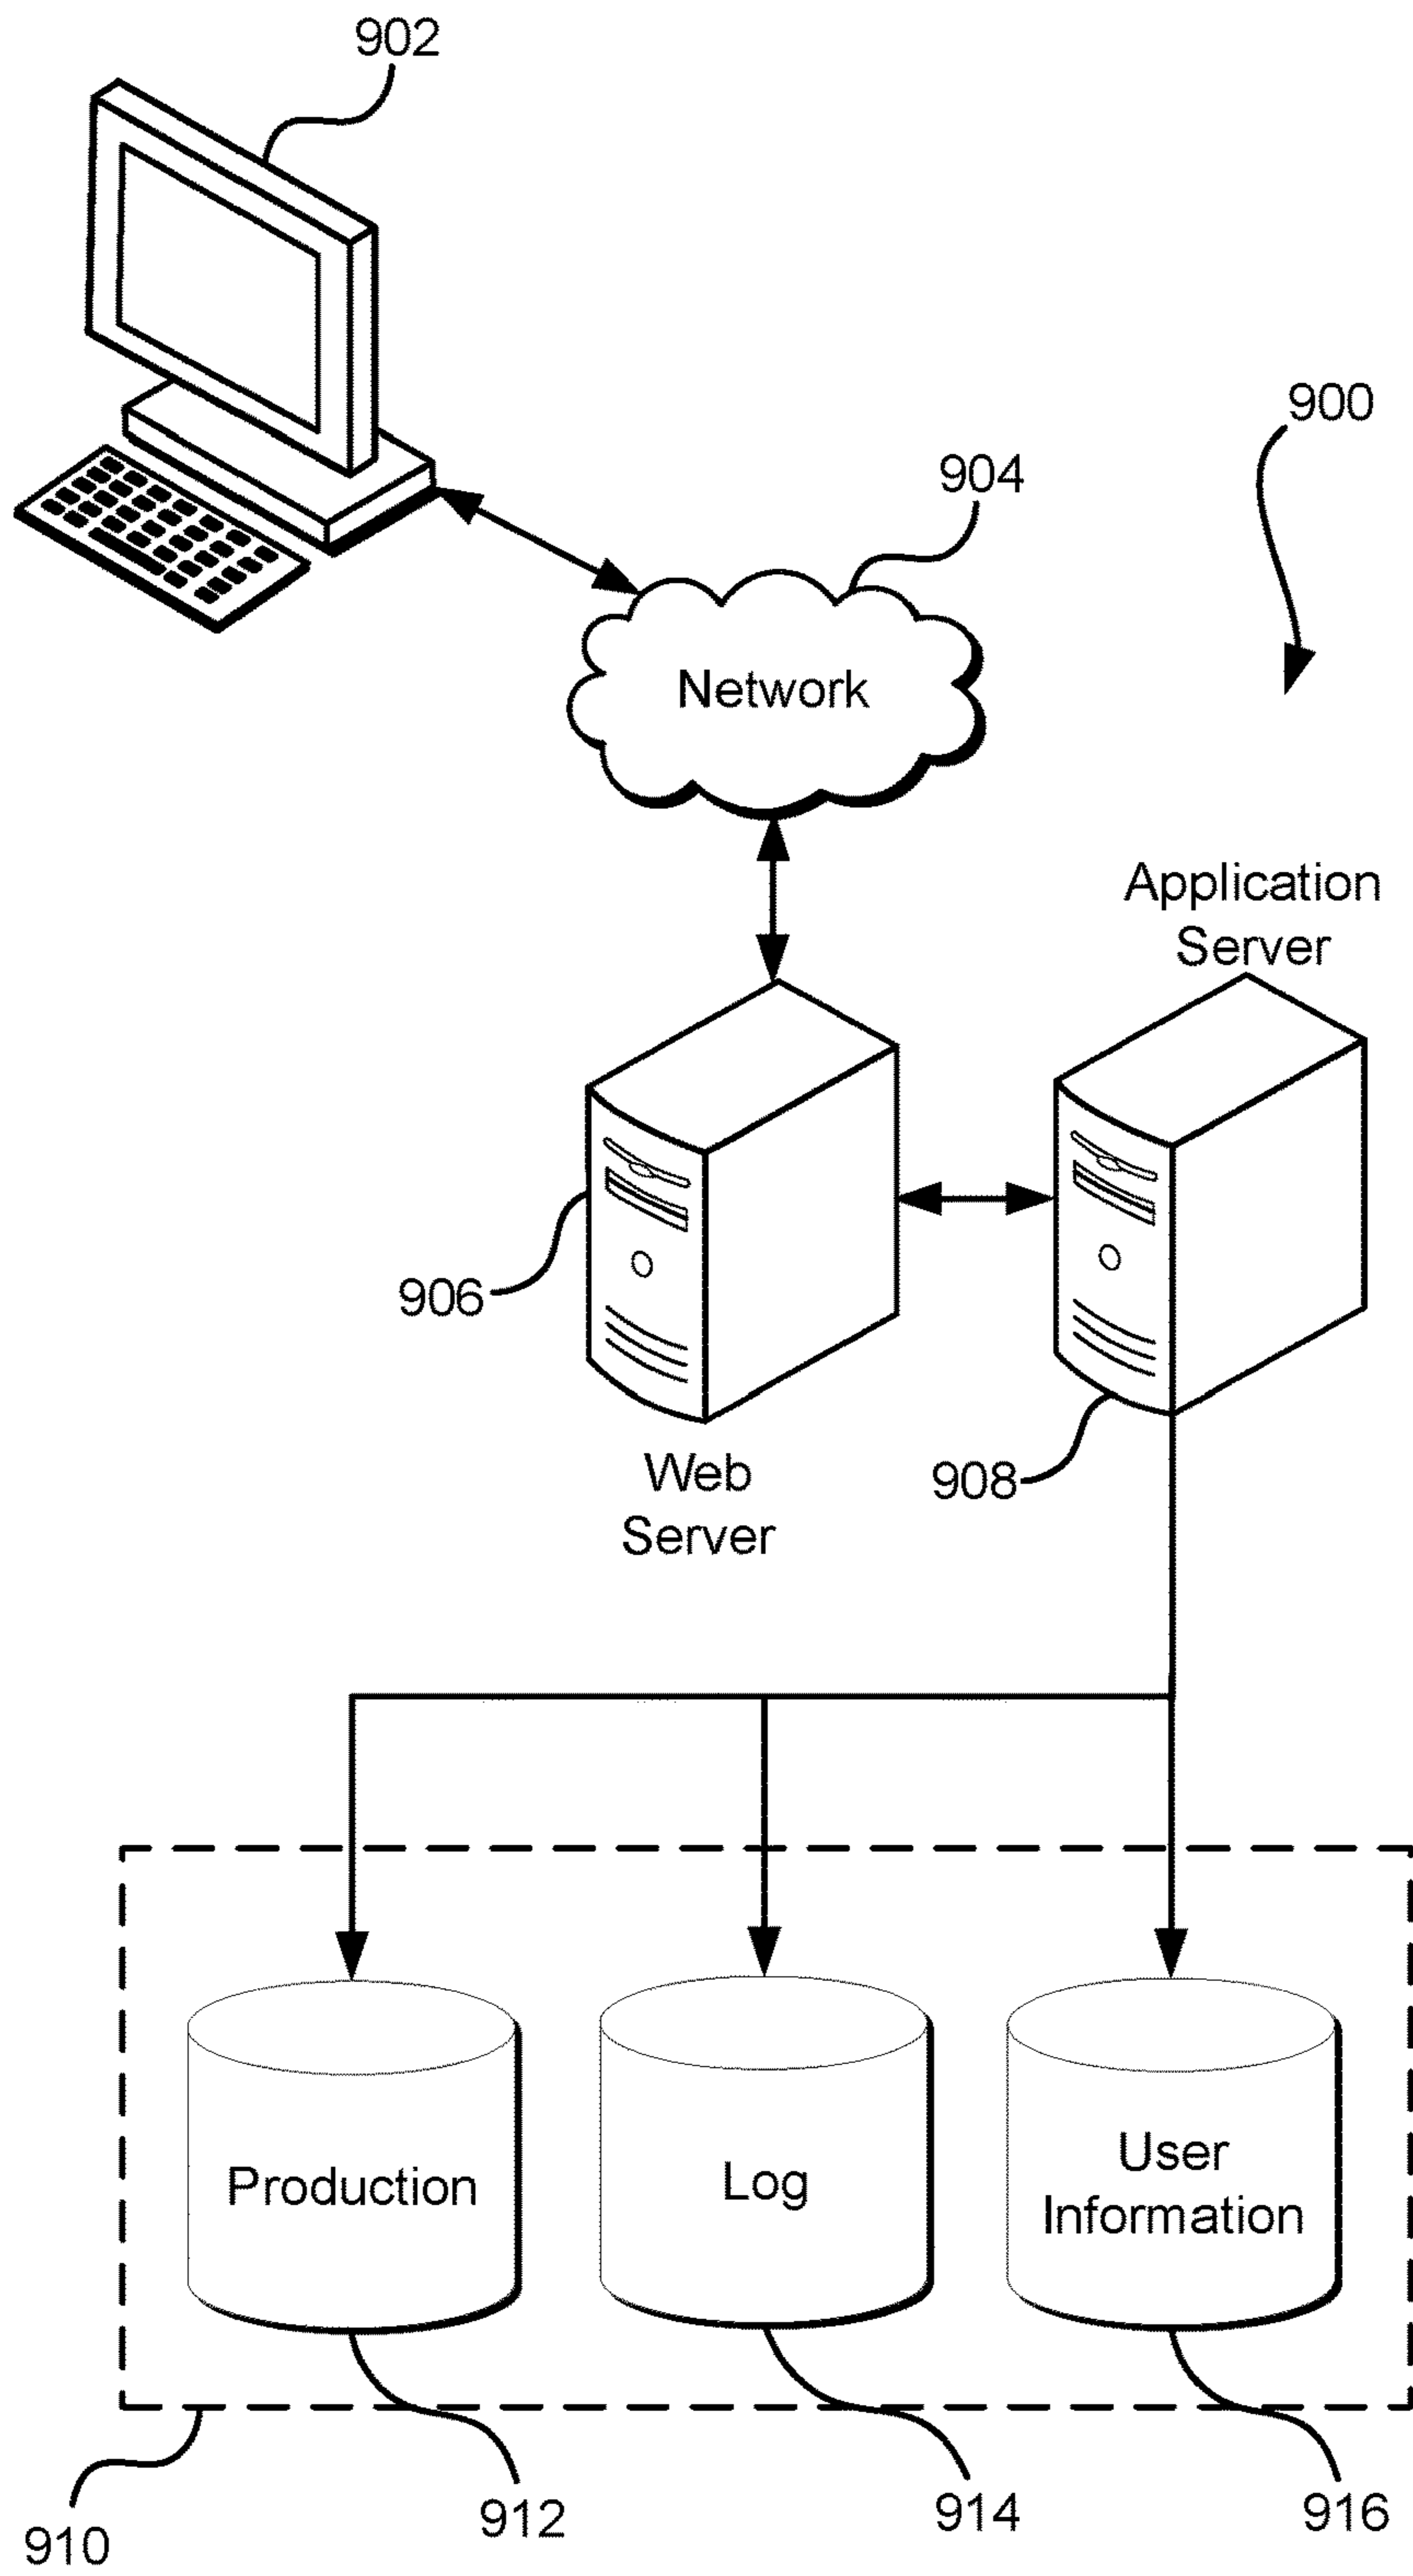 902
900
904
Network
Application
Server
906
Web
Server
908
Production
Log
User
Information
910
912
914
916